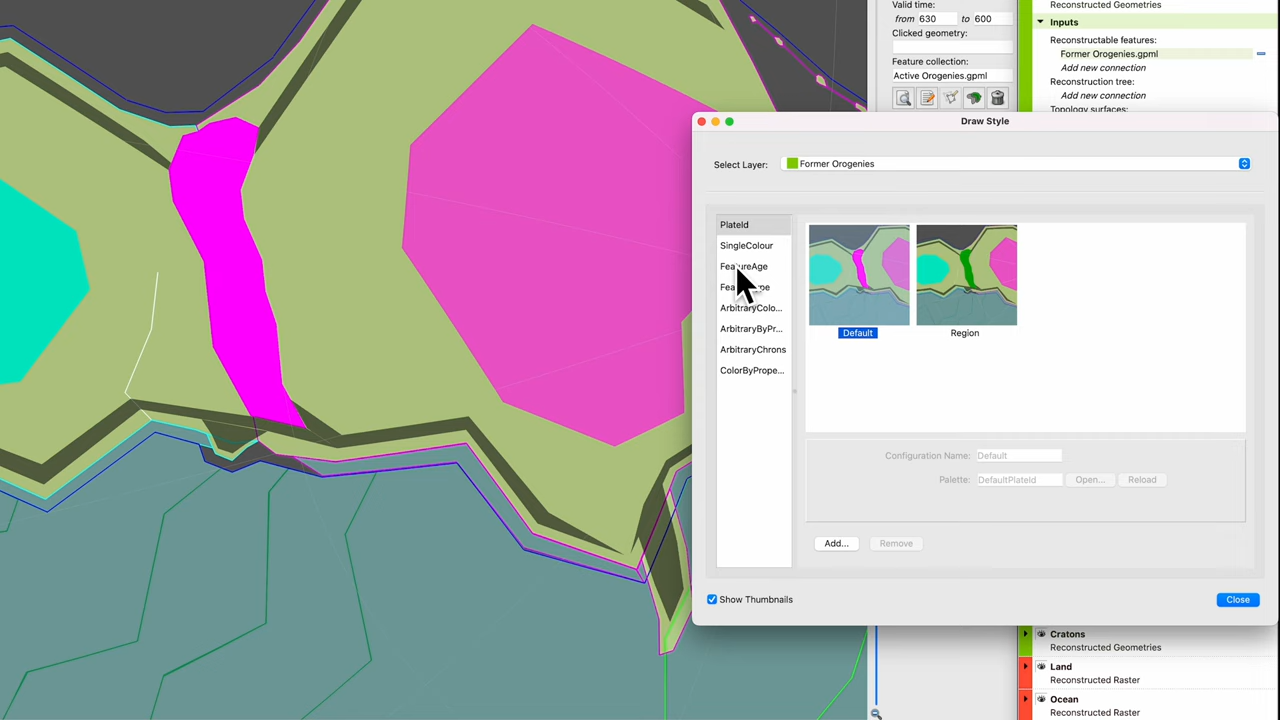 Valid time:
from 630 to 600
Clicked geometry:
Feature collection:
Active Orogenies.gpml
Reconstructed Geometries
Inputs
Reconstructable features:
Former Orogenies.gpml
Add new connection
Reconstruction tree:
Add new connection
Topology surfaces:
Draw Style
Select Layer:
Former Orogenies
PlateId
SingleColour
FeatureAge
ArbitraryColo...
ArbitraryByPr...
ArbitraryChrons
ColorByPrope...
Default
Region
Configuration Name: Default
Palette: DefaultPlateId Open... Reload
Add... Remove
Show Thumbnails
Close
Cratons
Reconstructed Geometries
Land
Reconstructed Raster
Ocean
Reconstructed Raster